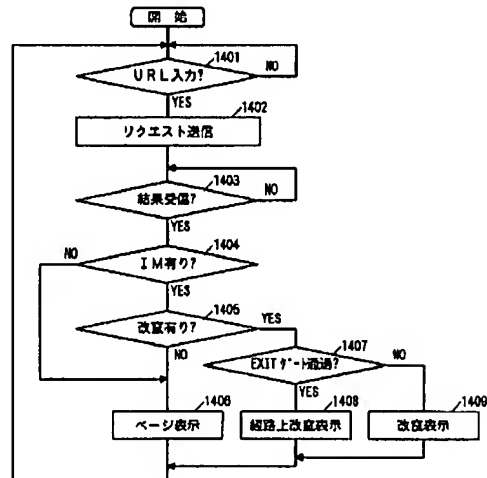 開 始
1401
URL入力?
NO
YES
1402
リクエスト送信
1403
結果受信?
NO
YES
1404
NO
IM有り?
YES
1405
改竄有り?
YES
NO
1407
EXITゲート通過?
NO
YES
1406
ページ表示
1408
経路上改竄表示
1409
改竄表示